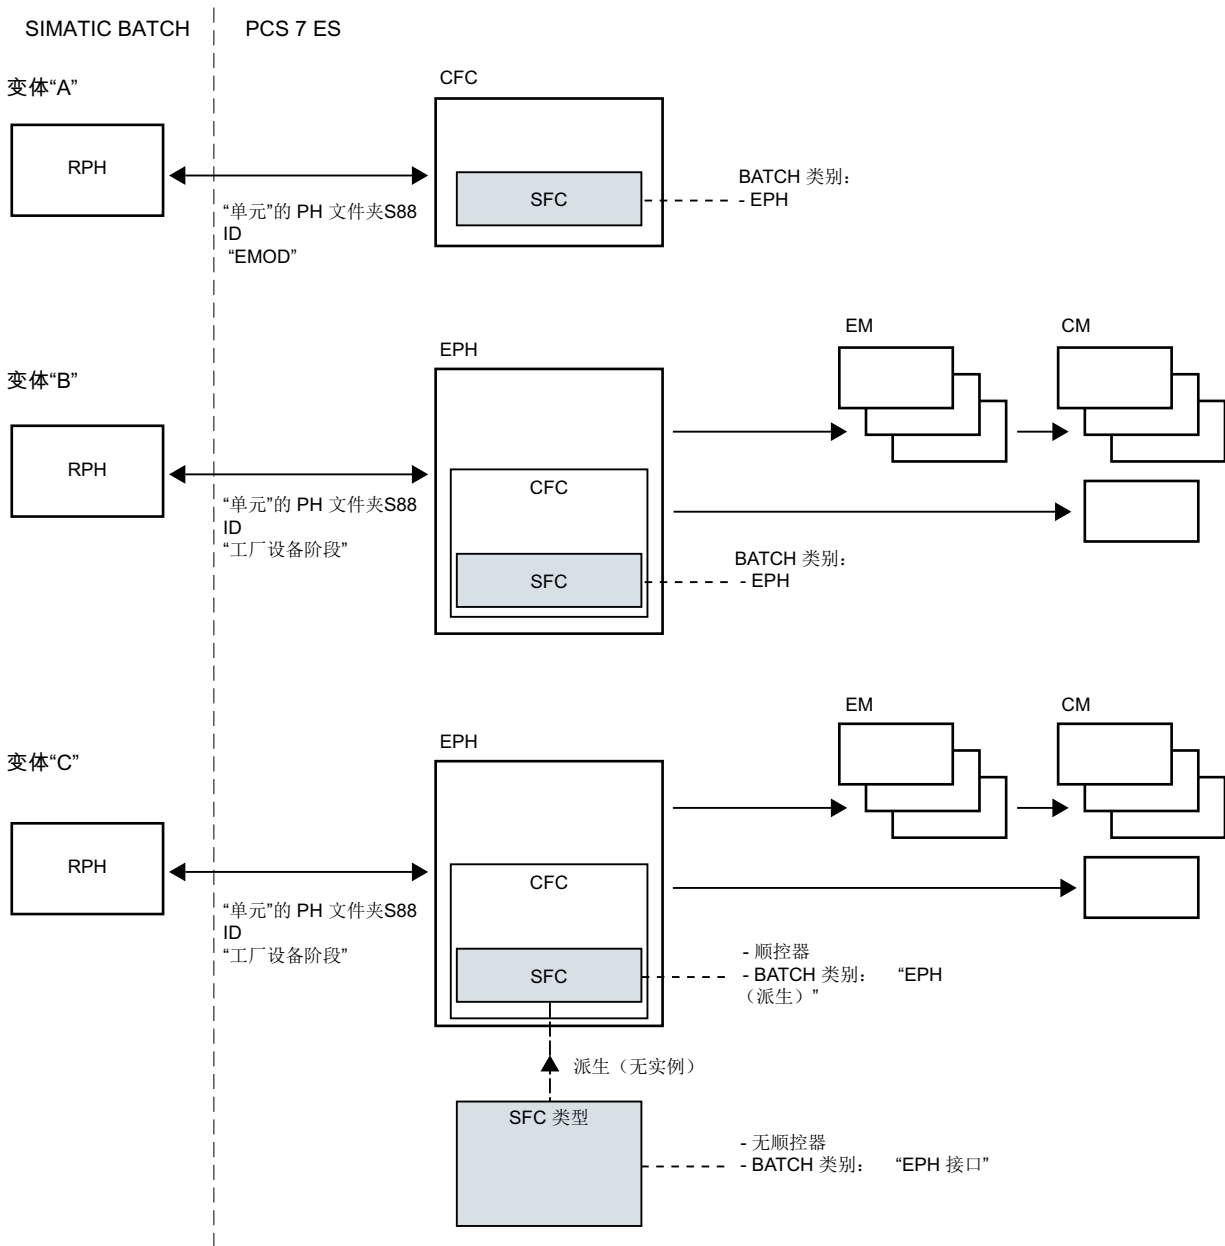 SIMATIC BATCH
PCS 7 ES
变体“A”
CFC
RPH
SFC
BATCH 类别：
- EPH
“单元”的 PH 文件夹S88
ID
“EMOD”
变体“B”
EPH
EM
CM
RPH
CFC
“单元”的 PH 文件夹S88
ID
“工厂设备阶段”
SFC
BATCH 类别：
- EPH
变体“C”
EPH
EM
CM
RPH
CFC
“单元”的 PH 文件夹S88
ID
“工厂设备阶段”
SFC
- 顺控器
- BATCH 类别： “EPH
（派生）”
派生（无实例）
SFC 类型
- 无顺控器
- BATCH 类别： “EPH 接口”